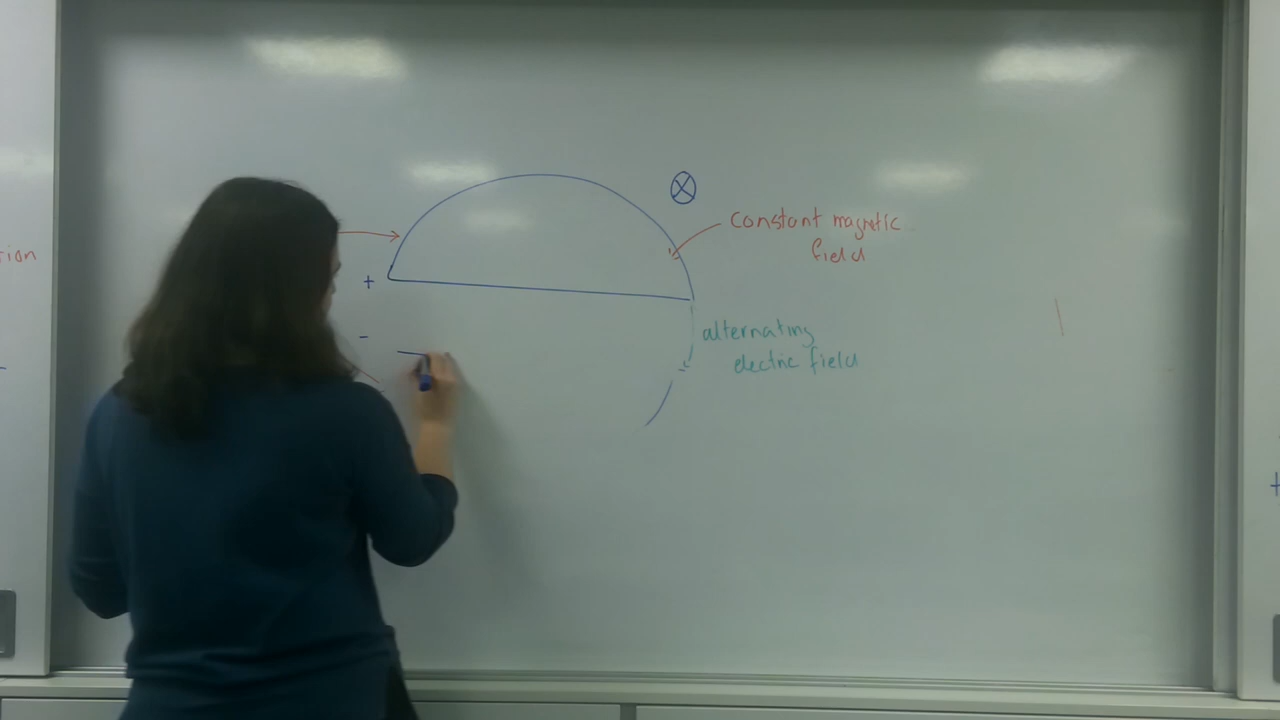 constant magnetic
field
+
alternating
-
electric field
+